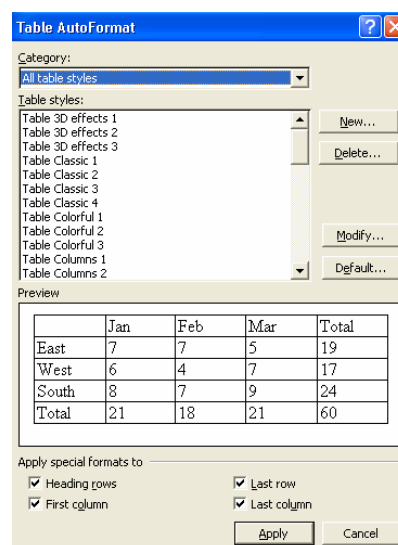 Table AutoFormat
Category:
All table styles
Table styles:
Table 3D effects 1
Table 3D effects 2
Table 3D effects 3
Table Classic 1
Table Classic 2
Table Classic 3
Table Classic 4
Table Colorful 1
Table Colorful 2
Table Colorful 3
Table Columns 1
Table Columns 2
New...
Delete...
Modify...
Default...
Preview
Jan Feb Mar Total
East 7 7 5 19
West 6 4 7 17
South 8 7 9 24
Total 21 18 21 60
Apply special formats to
Heading rows Last row
First column Last column
Apply Cancel